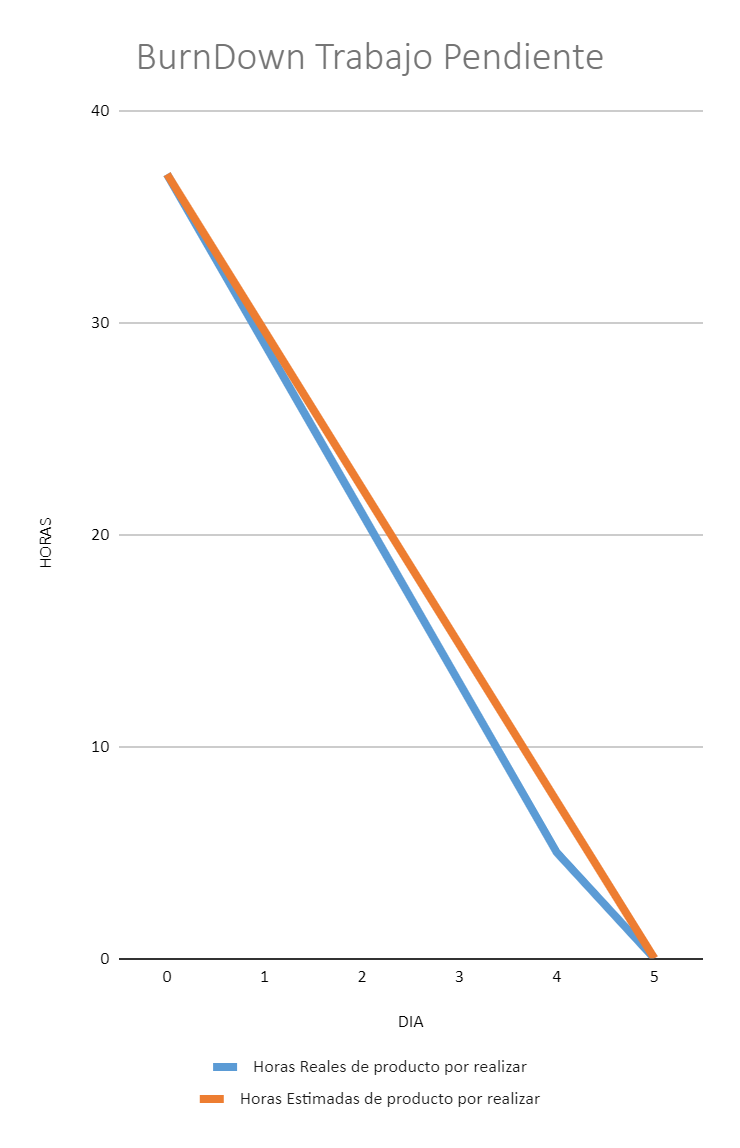 BurnDown Trabajo Pendiente
40
30
20
10
0
HORAS
0 1 2 3 4 5
DIA
Horas Reales de producto por realizar
Horas Estimadas de producto por realizar